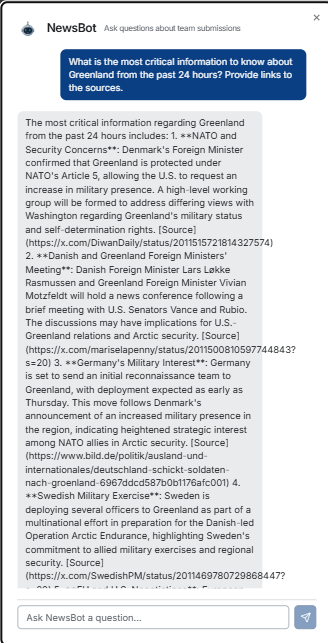 ×
NewsBot Ask questions about team submissions
What is the most critical information to know about
Greenland from the past 24 hours? Provide links to
the sources.
The most critical information regarding Greenland
from the past 24 hours includes: 1. **NATO and
Security Concerns**: Denmark's Foreign Minister
confirmed that Greenland is protected under
NATO's Article 5, allowing the U.S. to request an
increase in military presence. A high-level working
group will be formed to address differing views with
Washington regarding Greenland's military status
and self-determination rights. [Source]
(https://x.com/DiwanDaily/status/2011515721814327574)
2. **Danish and Greenland Foreign Ministers'
Meeting**: Danish Foreign Minister Lars Løkke
Rasmussen and Greenland Foreign Minister Vivian
Motzfeldt will hold a news conference following a
brief meeting with U.S. Senators Vance and Rubio.
The discussions may have implications for U.S.-
Greenland relations and Arctic security. [Source]
(https://x.com/mariselapenny/status/2011500810597744843?
s=20) 3. **Germany's Military Interest**: Germany
is set to send an initial reconnaissance team to
Greenland, with deployment expected as early as
Thursday. This move follows Denmark's
announcement of an increased military presence in
the region, indicating heightened strategic interest
among NATO allies in Arctic security. [Source]
(https://www.bild.de/politik/ausland-und-
internationales/deutschland-schickt-soldaten-
nach-groenland-6967ddcd587b0b1176afc001) 4.
**Swedish Military Exercise**: Sweden is
deploying several officers to Greenland as part of a
multinational effort in preparation for the Danish-led
Operation Arctic Endurance, highlighting Sweden's
commitment to allied military exercises and regional
security. [Source]
(https://x.com/SwedishPM/status/2011469780729868447?
Ask NewsBot a question...